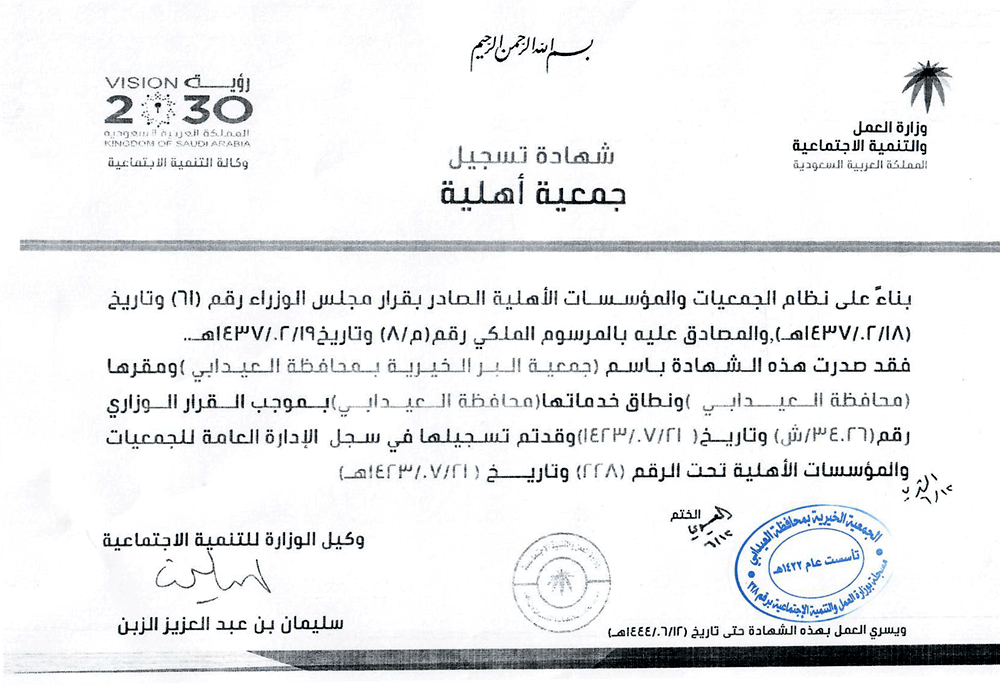 بسم الله الرحمن الرحيم
VISION رؤيــة
2030
المملكة العربية السعودية
KINGDOM OF SAUDI ARABIA
وكالة التنمية الاجتماعية
وزارة العمل
والتنمية الاجتماعية
المملكة العربية السعودية
شهادة تسجيل
جمعية أهلية
بناءً على نظام الجمعيات والمؤسسات الأهلية الصادر بقرار مجلس الوزراء رقم (٦١) وتاريخ
(١٤٣٧/٠٢/١٨هـ),والمصادق عليه بالمرسوم الملكي رقم(م/٨) وتاريخ١٤٣٧/٠٢/١٩هـ..
فقد صدرت هذه الشهادة باسم (جمعية البر الخيرية بمحافظة العيدابي )ومقرها
(محافظة العيدابي )ونطاق خدماتها(محافظة العيدابي)بموجب القرار الوزاري
رقم(٣٤٠٢٦/ش) وتاريخ( ١٤٢٣/٠٧/٢١)وقدتم تسجيلها في سجل الإدارة العامة للجمعيات
والمؤسسات الأهلية تحت الرقم (٢٢٨) وتاريخ ( ١٤٢٣/٠٧/٢١هـ)
٦/١٢
الختم
٦/١٢
الجمعية الخيرية بمحافظة العيدابي
تأسست عام ١٤٢٢هـ
مسجلة بوزارة العمل والتنمية الإجتماعية برقم ٢٢٨
وكيل الوزارة للتنمية الاجتماعية
سليمان بن عبد العزيز الزبن
ويسري العمل بهذه الشهادة حتى تاريخ (١٤٤٤/٠٦/١٢هـ)